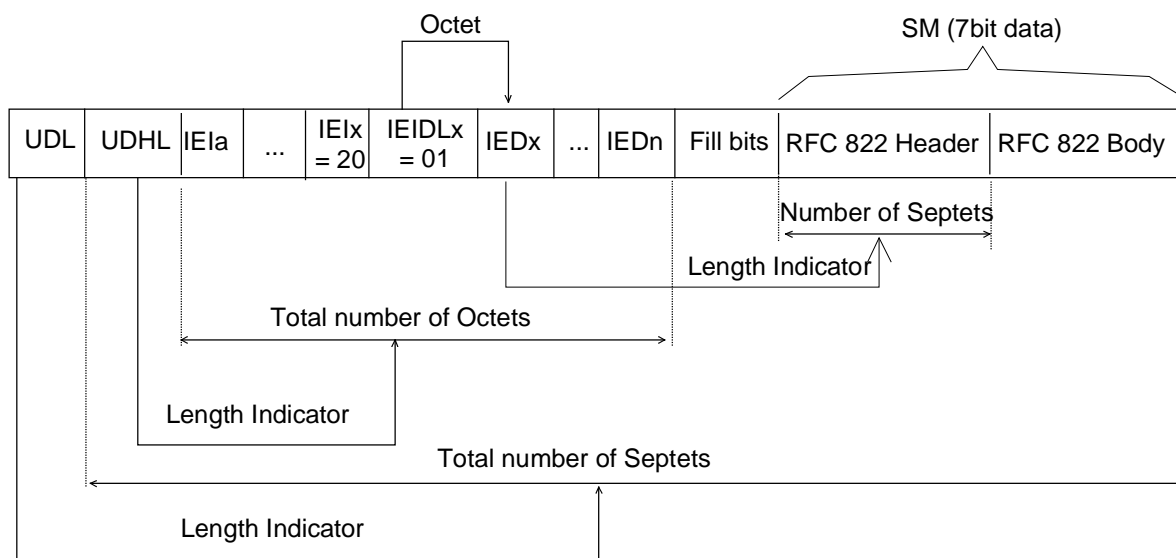 Octet
SM (7bit data)
UDL UDHL IEIa ... IEIx = 20 IEIDLx = 01 IEDx ... IEDn Fill bits RFC 822 Header RFC 822 Body
Number of Septets
Length Indicator
Total number of Octets
Length Indicator
Total number of Septets
Length Indicator